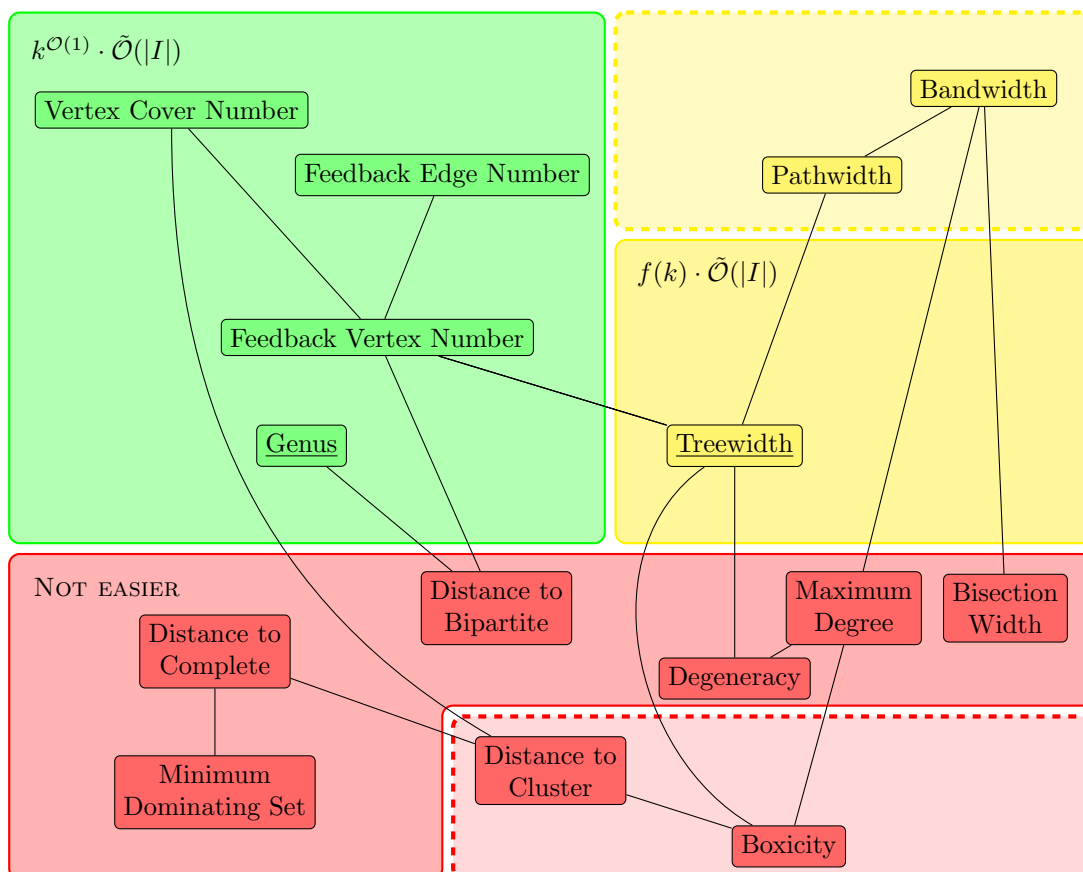 k^{O(1)} · Õ(|I|)
Vertex Cover Number
Feedback Edge Number
Feedback Vertex Number
Genus
Bandwidth
Pathwidth
f(k) · Õ(|I|)
Treewidth
NOT EASIER
Distance to
Complete
Minimum
Dominating Set
Distance to
Bipartite
Maximum
Degree
Bisection
Width
Degeneracy
Distance to
Cluster
Boxicity